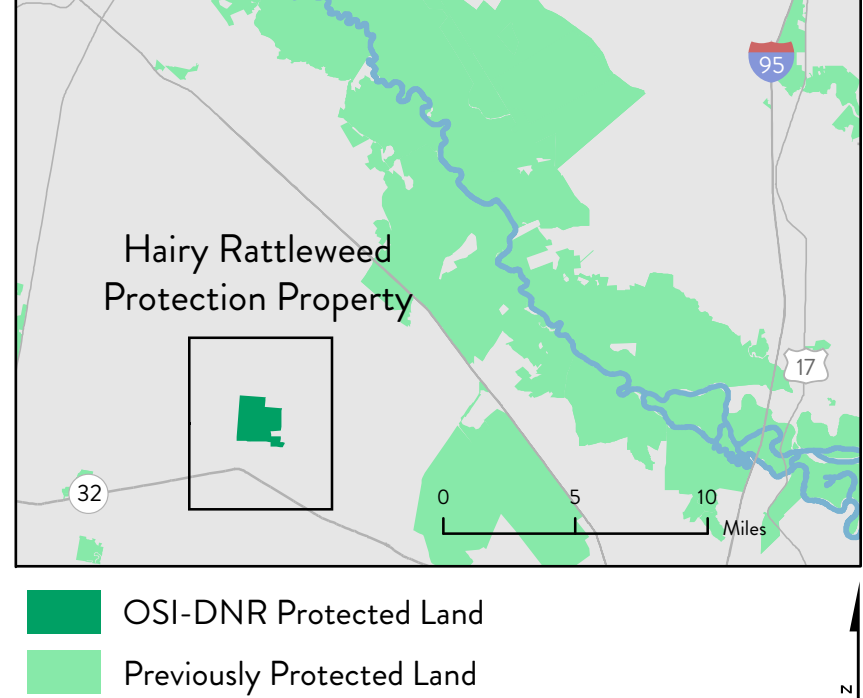 95
Hairy Rattleweed
Protection Property
17
32
0 5 10
Miles
OSI-DNR Protected Land
Previously Protected Land
N